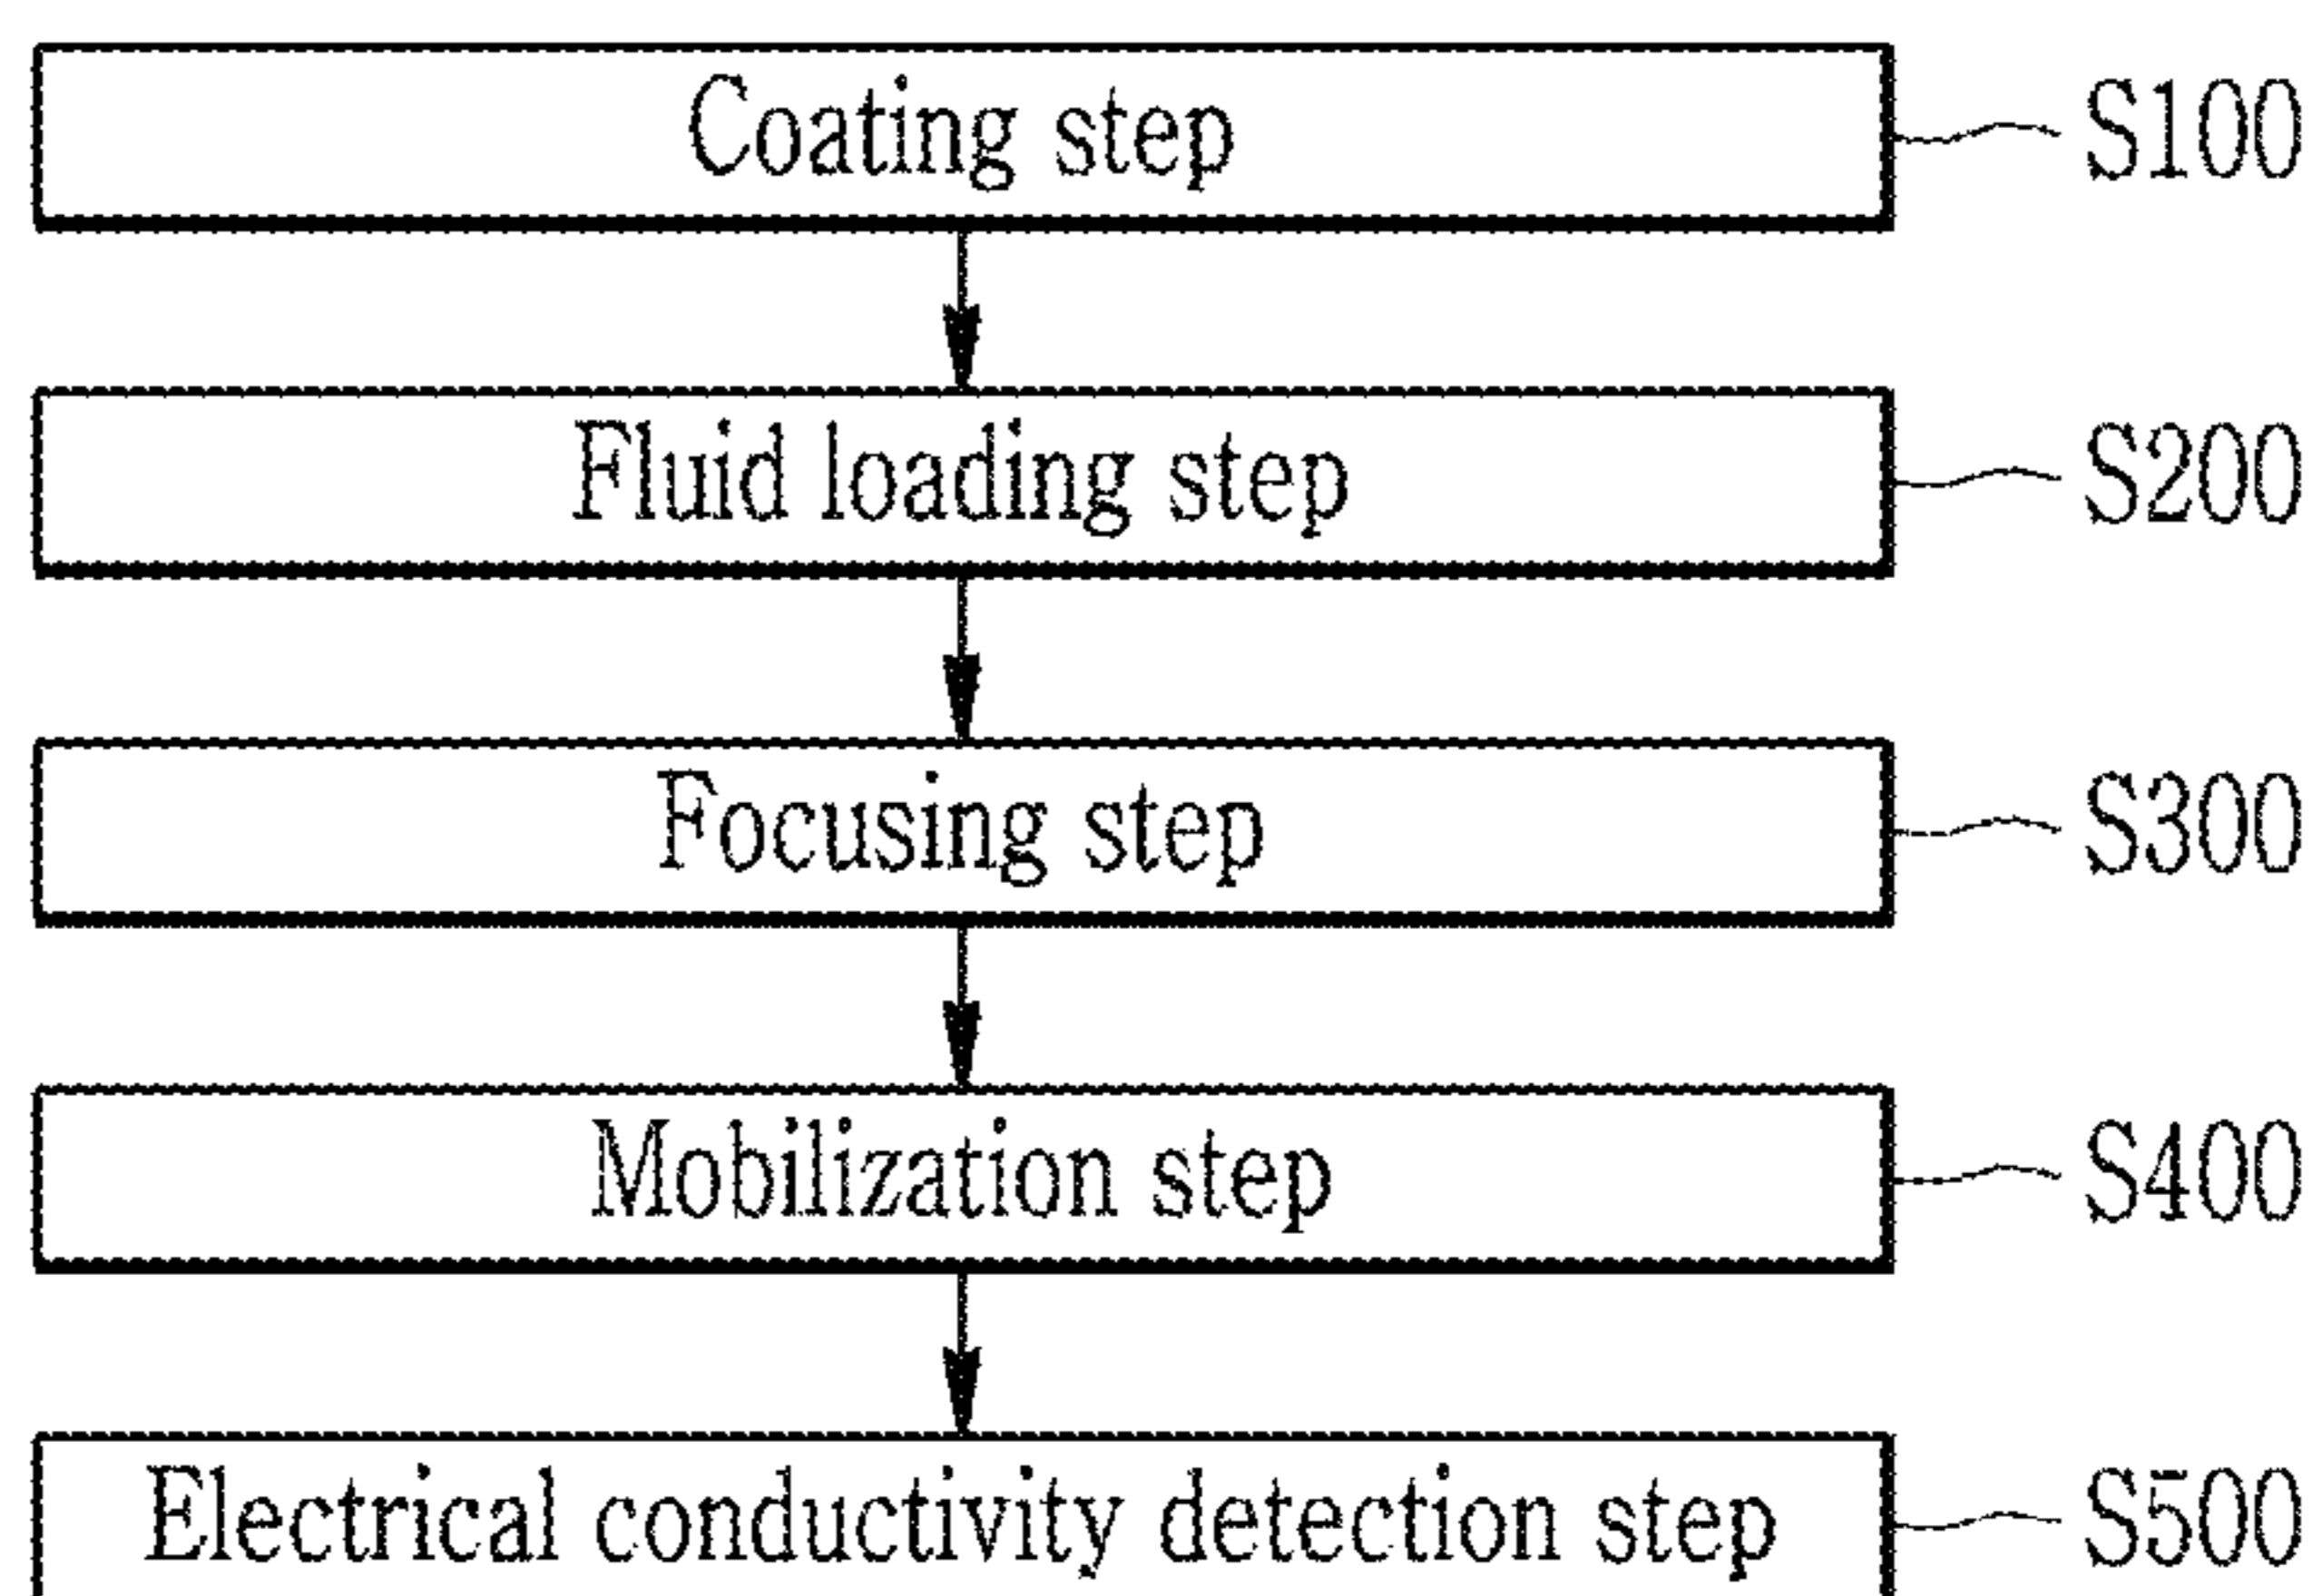 Coating step S100
Fluid loading step S200
Focusing step S300
Mobilization step S400
Electrical conductivity detection step S500